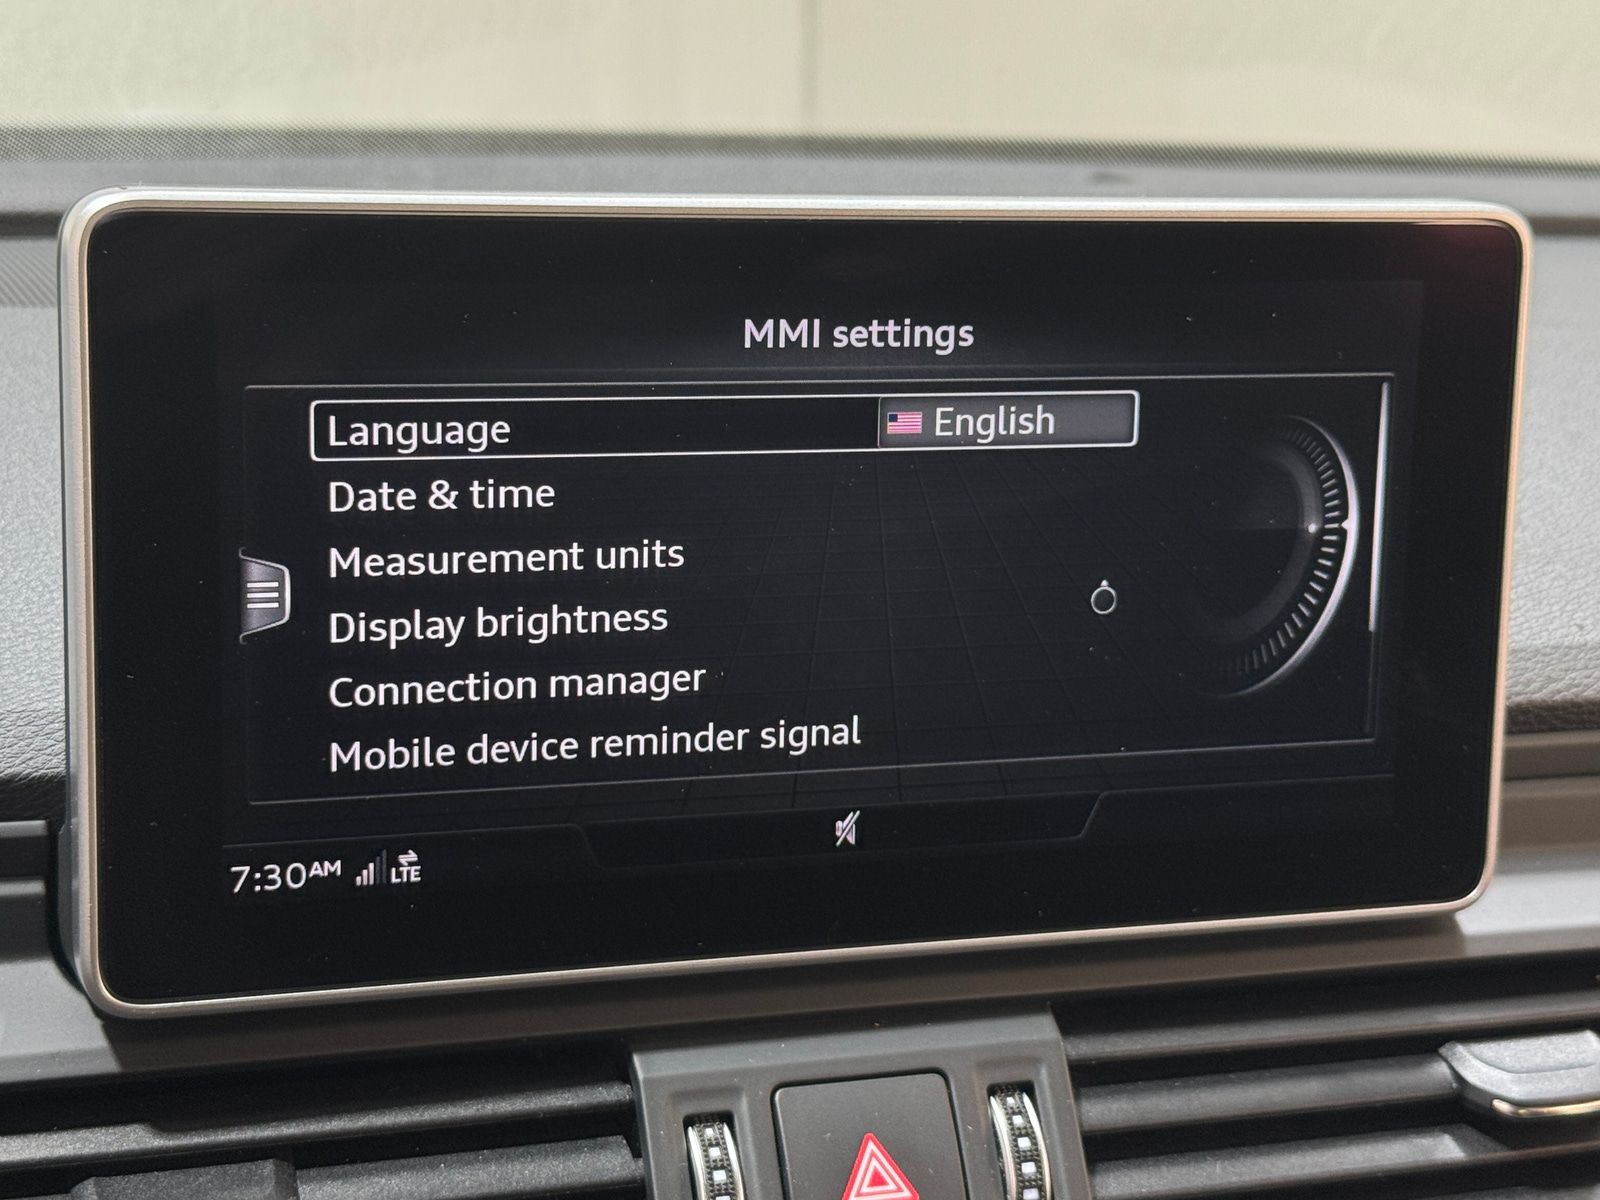 MMI settings
Language English
Date & time
Measurement units
Display brightness
Connection manager
Mobile device reminder signal
7:30AM LTE